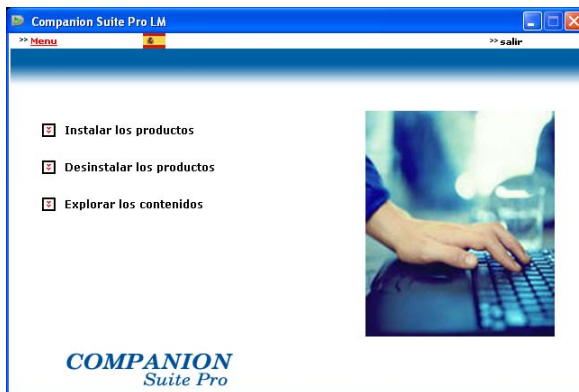 Companion Suite Pro LM
>> Menu
>> salir
Instalar los productos
Desinstalar los productos
Explorar los contenidos
COMPANION
Suite Pro